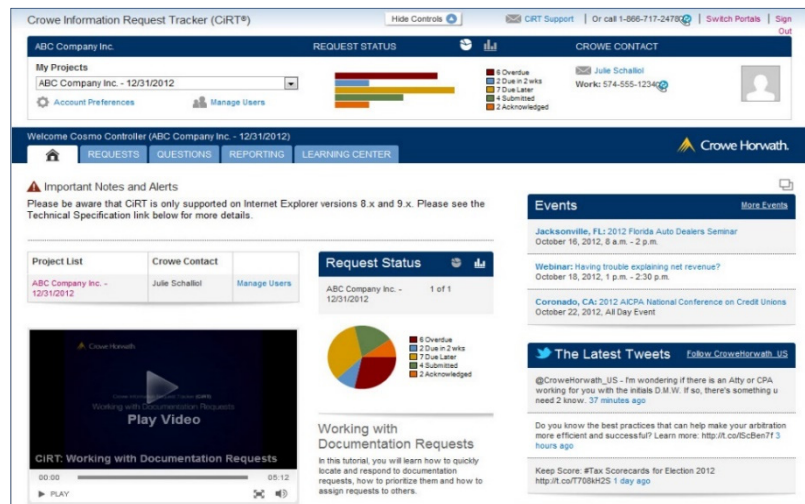 Crowe Information Request Tracker (CiRT®)
Hide Controls
CiRT Support | Or call 1-866-717-2478 | Switch Portals | Sign Out
ABC Company Inc.
REQUEST STATUS
CROWE CONTACT
My Projects
ABC Company Inc. - 12/31/2012
Account Preferences
Manage Users
6 Overdue
2 Due in 2 wks
7 Due Later
4 Submitted
2 Acknowledged
Julie Schalliol
Work: 574-555-1234
Welcome Cosmo Controller (ABC Company Inc. - 12/31/2012)
REQUESTS
QUESTIONS
REPORTING
LEARNING CENTER
Crowe Horwath.
Important Notes and Alerts
Please be aware that CiRT is only supported on Internet Explorer versions 8.x and 9.x. Please see the
Technical Specification link below for more details.
Project List
Crowe Contact
ABC Company Inc. -
12/31/2012
Julie Schalliol
Manage Users
Crowe Horwath
Working with Documentation Requests
Play Video
CiRT: Working with Documentation Requests
00:00
05:12
PLAY
Request Status
ABC Company Inc. -
12/31/2012
1 of 1
6 Overdue
2 Due in 2 wks
7 Due Later
4 Submitted
2 Acknowledged
Working with
Documentation Requests
In this tutorial, you will learn how to quickly
locate and respond to documentation
requests, how to prioritize them and how to
assign requests to others.
Events
More Events
Jacksonville, FL: 2012 Florida Auto Dealers Seminar
October 16, 2012, 8 a.m. - 2 p.m.
Webinar: Having trouble explaining net revenue?
October 18, 2012, 1 p.m. - 2:30 p.m.
Coronado, CA: 2012 AICPA National Conference on Credit Unions
October 22, 2012, All Day Event
The Latest Tweets
Follow CroweHorwath_US
@CroweHorwath_US - I'm wondering if there is an Atty or CPA
working for you with the initials D.M.W. If so, there's something u
need 2 know. 37 minutes ago
Do you know the best practices that can help make your arbitration
more efficient and successful? Learn more: http://t.co/lScBen7f 3
hours ago
Keep Score: #Tax Scorecards for Election 2012
http://t.co/T708kH2S 1 day ago